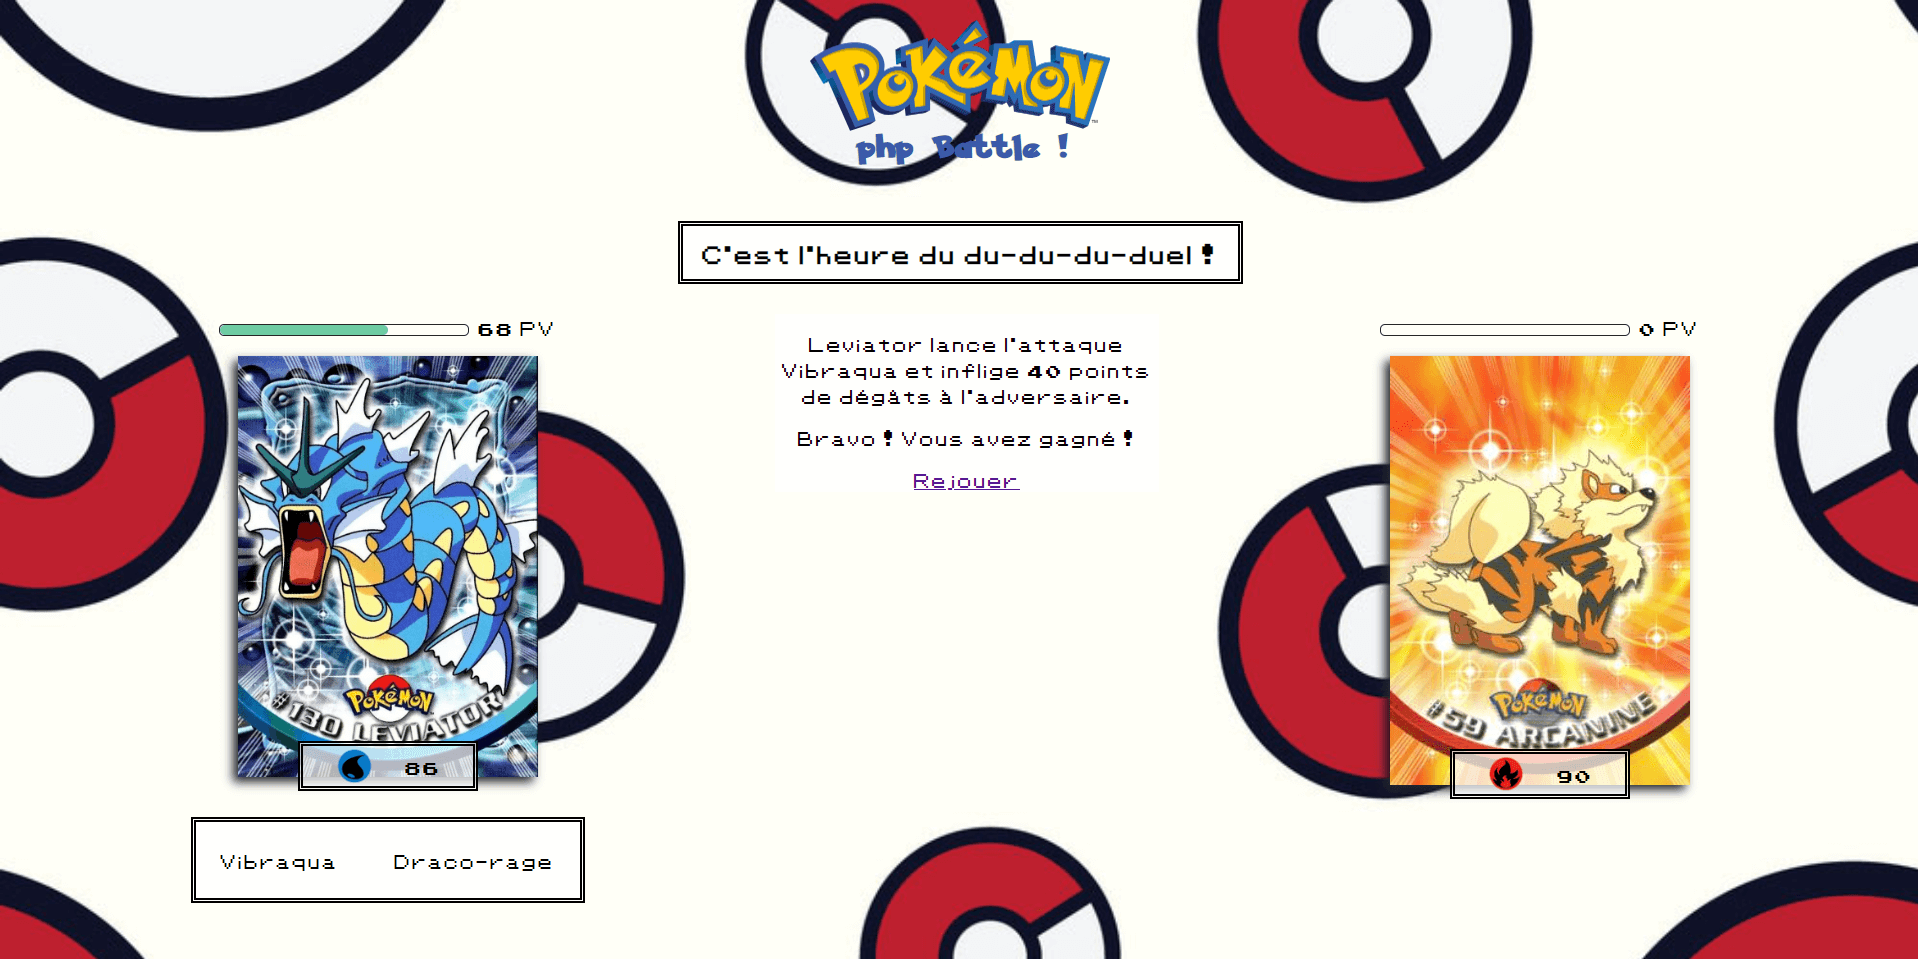 POKéMON
™
php Battle !
C'est l'heure du du-du-du-duel !
68 PV
0 PV
Leviator lance l'attaque
Vibraqua et inflige 40 points
de dégâts à l'adversaire.
Bravo ! Vous avez gagné !
Rejouer
POKéMON
#130 LEVIATOR
86
POKéMON
#59 ARCANINE
90
Vibraqua Draco-rage